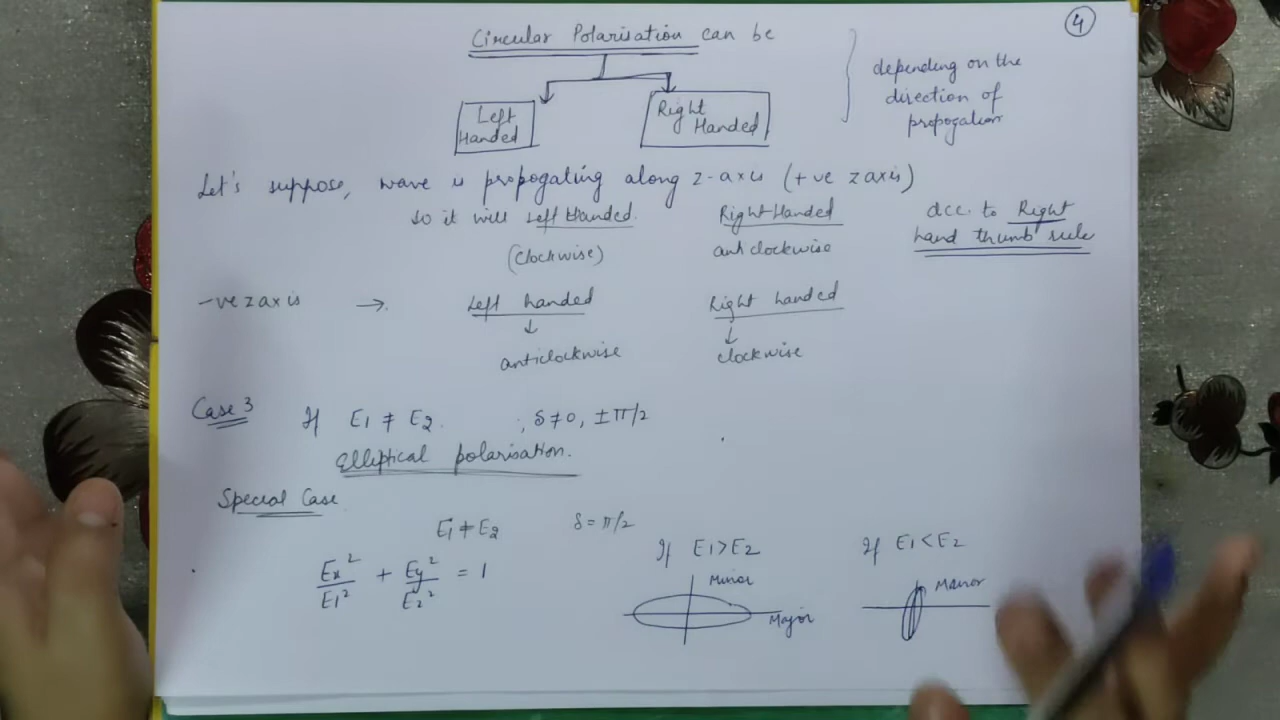 4
Circular Polarisation can be
depending on the
direction of
propogation
Left
Handed
Right
Handed
Let's suppose, wave is propogating along z-axis (+ve z axis)
so it will Left Handed. Right Handed
acc. to Right
hand thumb rule
(clockwise) anticlockwise
-ve z axis → Left handed Right handed
↓ ↓
anticlockwise clockwise
Case 3 If E1 ≠ E2. , δ≠0, ±π/2
Elliptical polarisation.
Special Case
E1 ≠ E2 δ = π/2
Ex²/E1² + Ey²/E2² = 1
If E1>E2
Minor
Major
If E1<E2